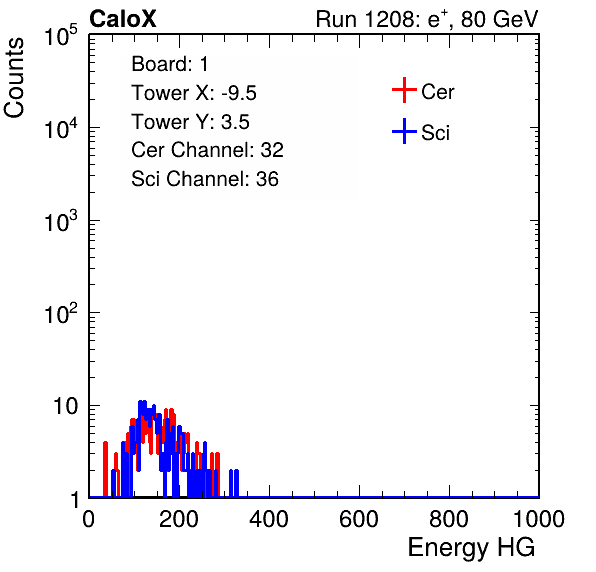 CaloX Run 1208: e⁺, 80 GeV
Counts
10⁵
10⁴
10³
10²
10
1
Board: 1
Tower X: -9.5
Tower Y: 3.5
Cer Channel: 32
Sci Channel: 36
Cer
Sci
0 200 400 600 800 1000
Energy HG